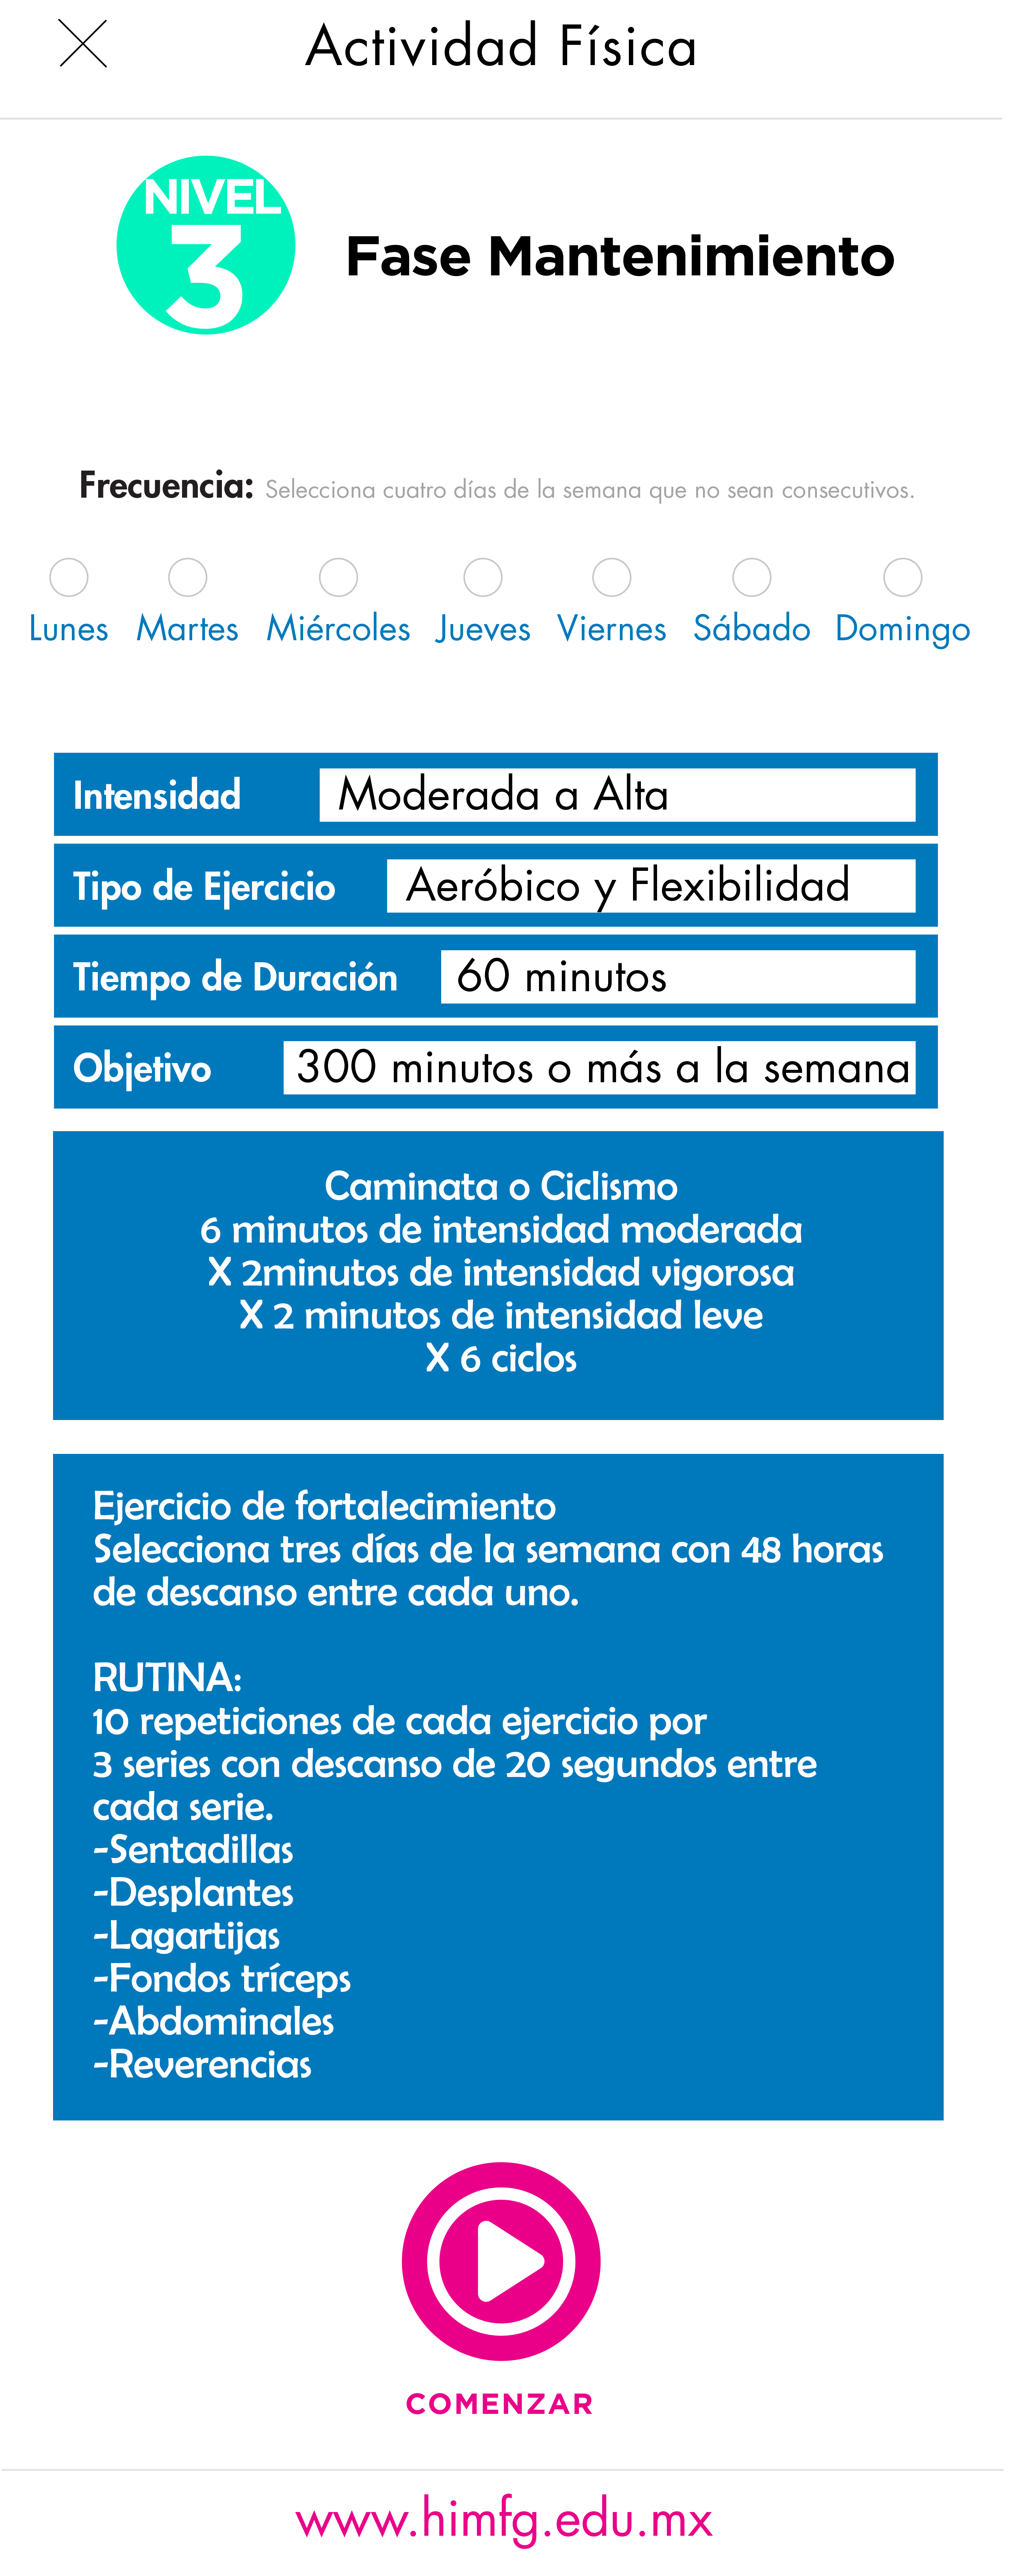 Actividad Física
NIVEL
3
Fase Mantenimiento
Frecuencia: Selecciona cuatro días de la semana que no sean consecutivos.
Lunes Martes Miércoles Jueves Viernes Sábado Domingo
Intensidad Moderada a Alta
Tipo de Ejercicio Aeróbico y Flexibilidad
Tiempo de Duración 60 minutos
Objetivo 300 minutos o más a la semana
Caminata o Ciclismo
6 minutos de intensidad moderada
X 2minutos de intensidad vigorosa
X 2 minutos de intensidad leve
X 6 ciclos
Ejercicio de fortalecimiento
Selecciona tres días de la semana con 48 horas
de descanso entre cada uno.
RUTINA:
10 repeticiones de cada ejercicio por
3 series con descanso de 20 segundos entre
cada serie.
-Sentadillas
-Desplantes
-Lagartijas
-Fondos tríceps
-Abdominales
-Reverencias
COMENZAR
www.himfg.edu.mx